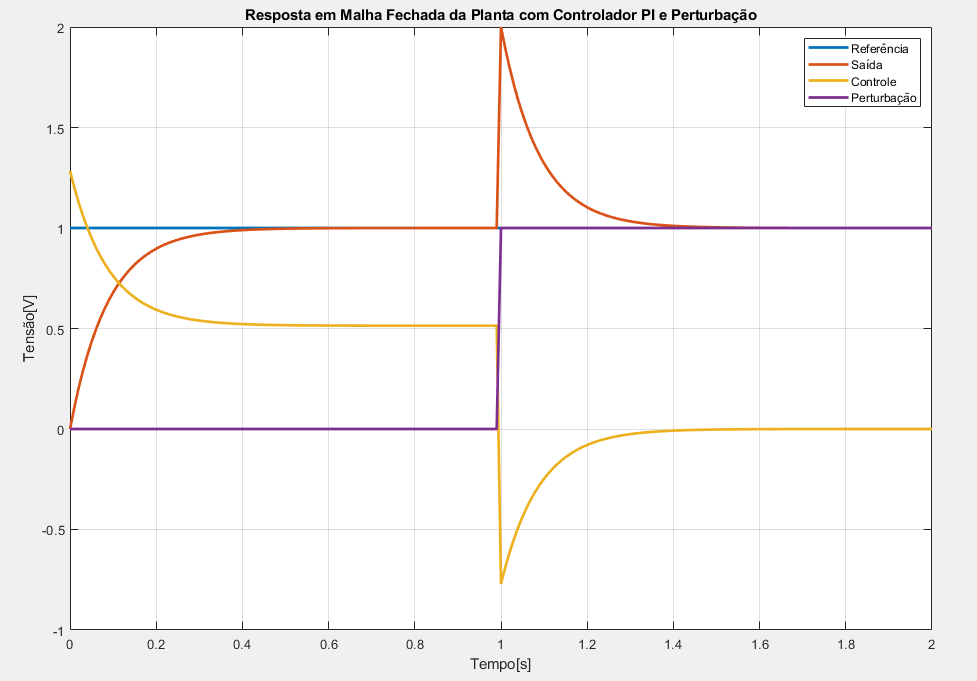 Resposta em Malha Fechada da Planta com Controlador PI e Perturbação
Referência
Saída
Controle
Perturbação
Tensão[V]
2
1.5
1
0.5
0
-0.5
-1
0
0.2
0.4
0.6
0.8
1
1.2
1.4
1.6
1.8
2
Tempo[s]